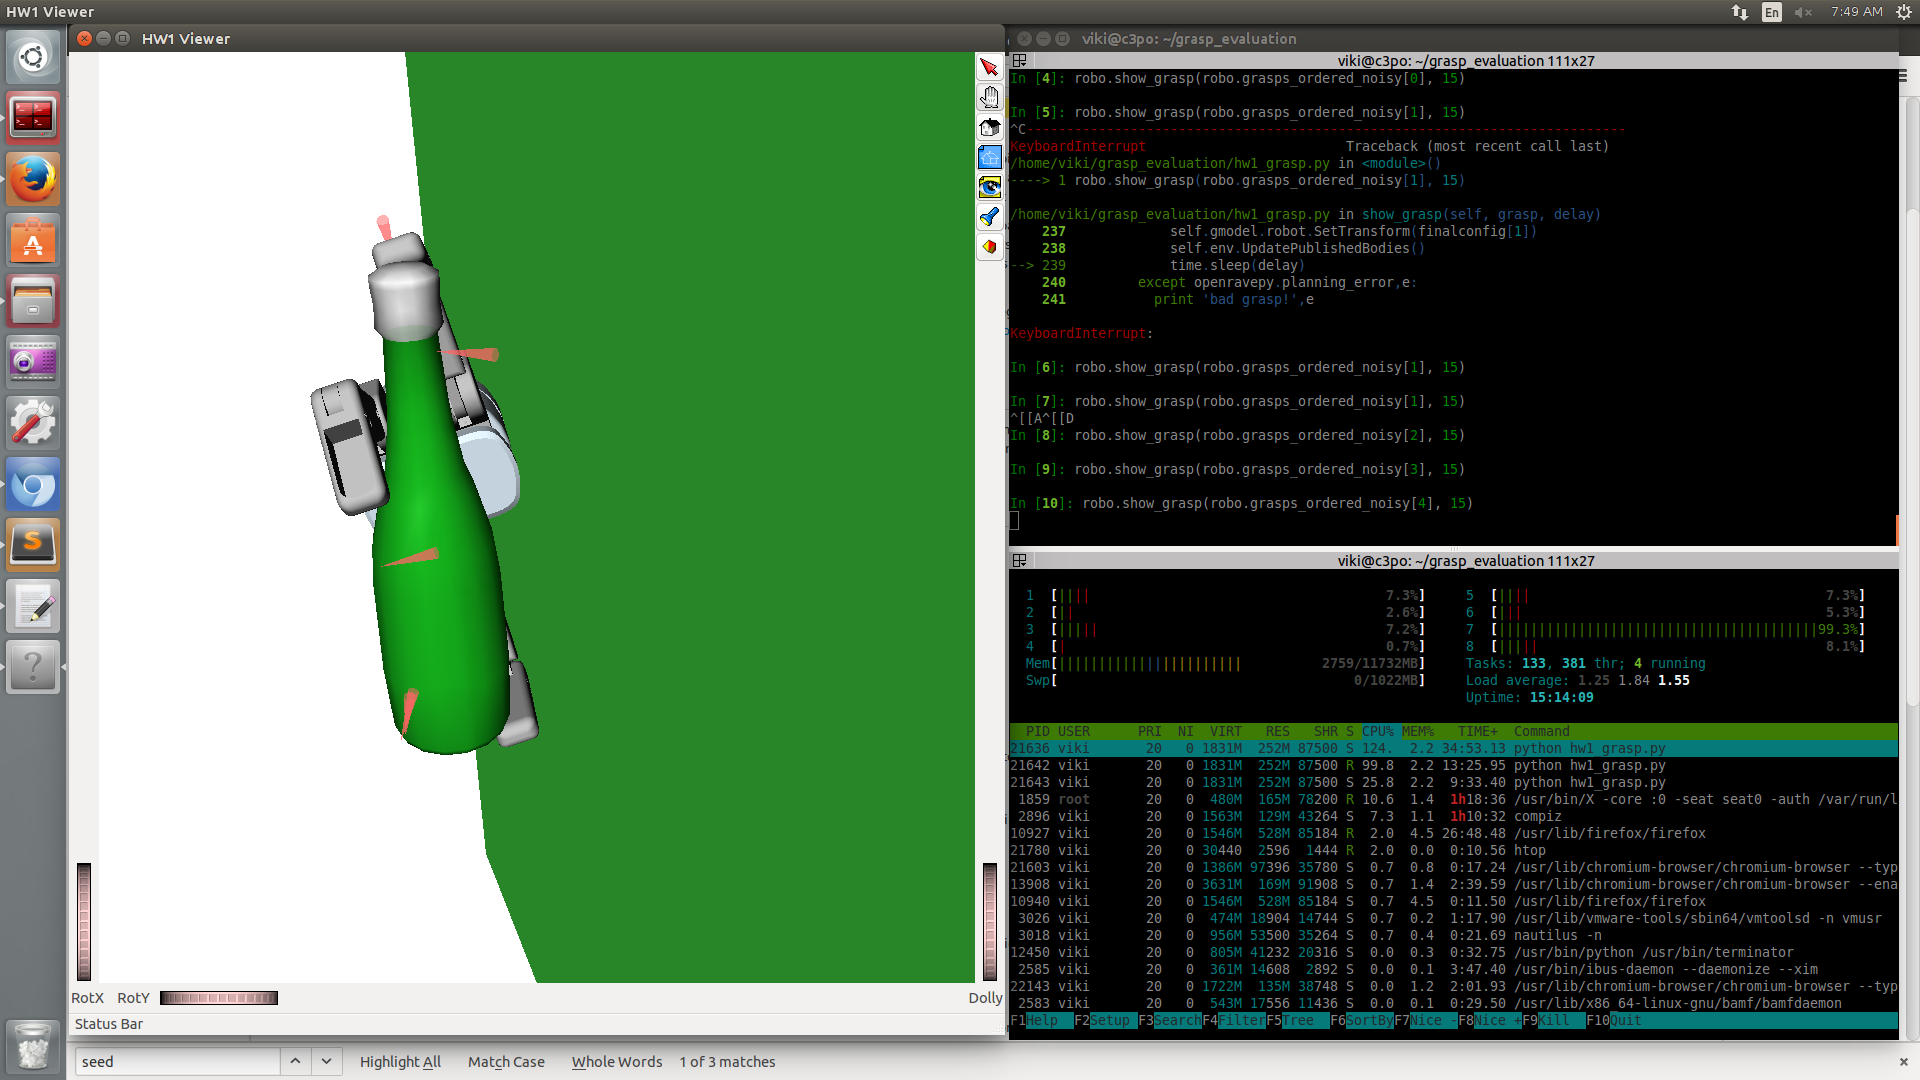 HW1 Viewer
En
7:49 AM
HW1 Viewer
RotX RotY
Dolly
Status Bar
viki@c3po: ~/grasp_evaluation
viki@c3po: ~/grasp_evaluation 111x27
In [4]: robo.show_grasp(robo.grasps_ordered_noisy[0], 15)
In [5]: robo.show_grasp(robo.grasps_ordered_noisy[1], 15)
^C---------------------------------------------------------------------------
KeyboardInterrupt Traceback (most recent call last)
/home/viki/grasp_evaluation/hw1_grasp.py in <module>()
----> 1 robo.show_grasp(robo.grasps_ordered_noisy[1], 15)
/home/viki/grasp_evaluation/hw1_grasp.py in show_grasp(self, grasp, delay)
237 self.gmodel.robot.SetTransform(finalconfig[1])
238 self.env.UpdatePublishedBodies()
--> 239 time.sleep(delay)
240 except openravepy.planning_error,e:
241 print 'bad grasp!',e
KeyboardInterrupt:
In [6]: robo.show_grasp(robo.grasps_ordered_noisy[1], 15)
In [7]: robo.show_grasp(robo.grasps_ordered_noisy[1], 15)
^[[A^[[D
In [8]: robo.show_grasp(robo.grasps_ordered_noisy[2], 15)
In [9]: robo.show_grasp(robo.grasps_ordered_noisy[3], 15)
In [10]: robo.show_grasp(robo.grasps_ordered_noisy[4], 15)
viki@c3po: ~/grasp_evaluation 111x27
1 [|||| 7.3%] 5 [|||| 7.3%]
2 [|| 2.6%] 6 [||| 5.3%]
3 [||||| 7.2%] 7 [||||||||||||||||||||||||||||||||||||||||99.3%]
4 [| 0.7%] 8 [||||| 8.1%]
Mem[||||||||||||||||||||||| 2759/11732MB] Tasks: 133, 381 thr; 4 running
Swp[ 0/1022MB] Load average: 1.25 1.84 1.55
Uptime: 15:14:09
PID USER PRI NI VIRT RES SHR S CPU% MEM% TIME+ Command
21636 viki 20 0 1831M 252M 87500 S 124. 2.2 34:53.13 python hw1_grasp.py
21642 viki 20 0 1831M 252M 87500 R 99.8 2.2 13:25.95 python hw1_grasp.py
21643 viki 20 0 1831M 252M 87500 S 25.8 2.2 9:33.40 python hw1_grasp.py
1859 root 20 0 480M 165M 78200 R 10.6 1.4 1h18:36 /usr/bin/X -core :0 -seat seat0 -auth /var/run/l
2896 viki 20 0 1563M 129M 43264 S 7.3 1.1 1h10:32 compiz
10927 viki 20 0 1546M 528M 85184 R 2.0 4.5 26:48.48 /usr/lib/firefox/firefox
21780 viki 20 0 30440 2596 1444 R 2.0 0.0 0:10.56 htop
21603 viki 20 0 1386M 97396 35780 S 0.7 0.8 0:17.24 /usr/lib/chromium-browser/chromium-browser --typ
13908 viki 20 0 3631M 169M 91908 S 0.7 1.4 2:39.59 /usr/lib/chromium-browser/chromium-browser --ena
10940 viki 20 0 1546M 528M 85184 S 0.7 4.5 0:11.50 /usr/lib/firefox/firefox
3026 viki 20 0 474M 18904 14744 S 0.7 0.2 1:17.90 /usr/lib/vmware-tools/sbin64/vmtoolsd -n vmusr
3018 viki 20 0 956M 53500 35264 S 0.7 0.4 0:21.69 nautilus -n
12450 viki 20 0 805M 41232 20316 S 0.0 0.3 0:32.75 /usr/bin/python /usr/bin/terminator
2585 viki 20 0 361M 14608 2892 S 0.0 0.1 3:47.40 /usr/bin/ibus-daemon --daemonize --xim
22143 viki 20 0 1722M 135M 38748 S 0.0 1.2 2:01.93 /usr/lib/chromium-browser/chromium-browser --typ
2583 viki 20 0 543M 17556 11436 S 0.0 0.1 0:29.50 /usr/lib/x86_64-linux-gnu/bamf/bamfdaemon
F1Help F2Setup F3SearchF4FilterF5Tree F6SortByF7Nice -F8Nice +F9Kill F10Quit
seed Highlight All Match Case Whole Words 1 of 3 matches